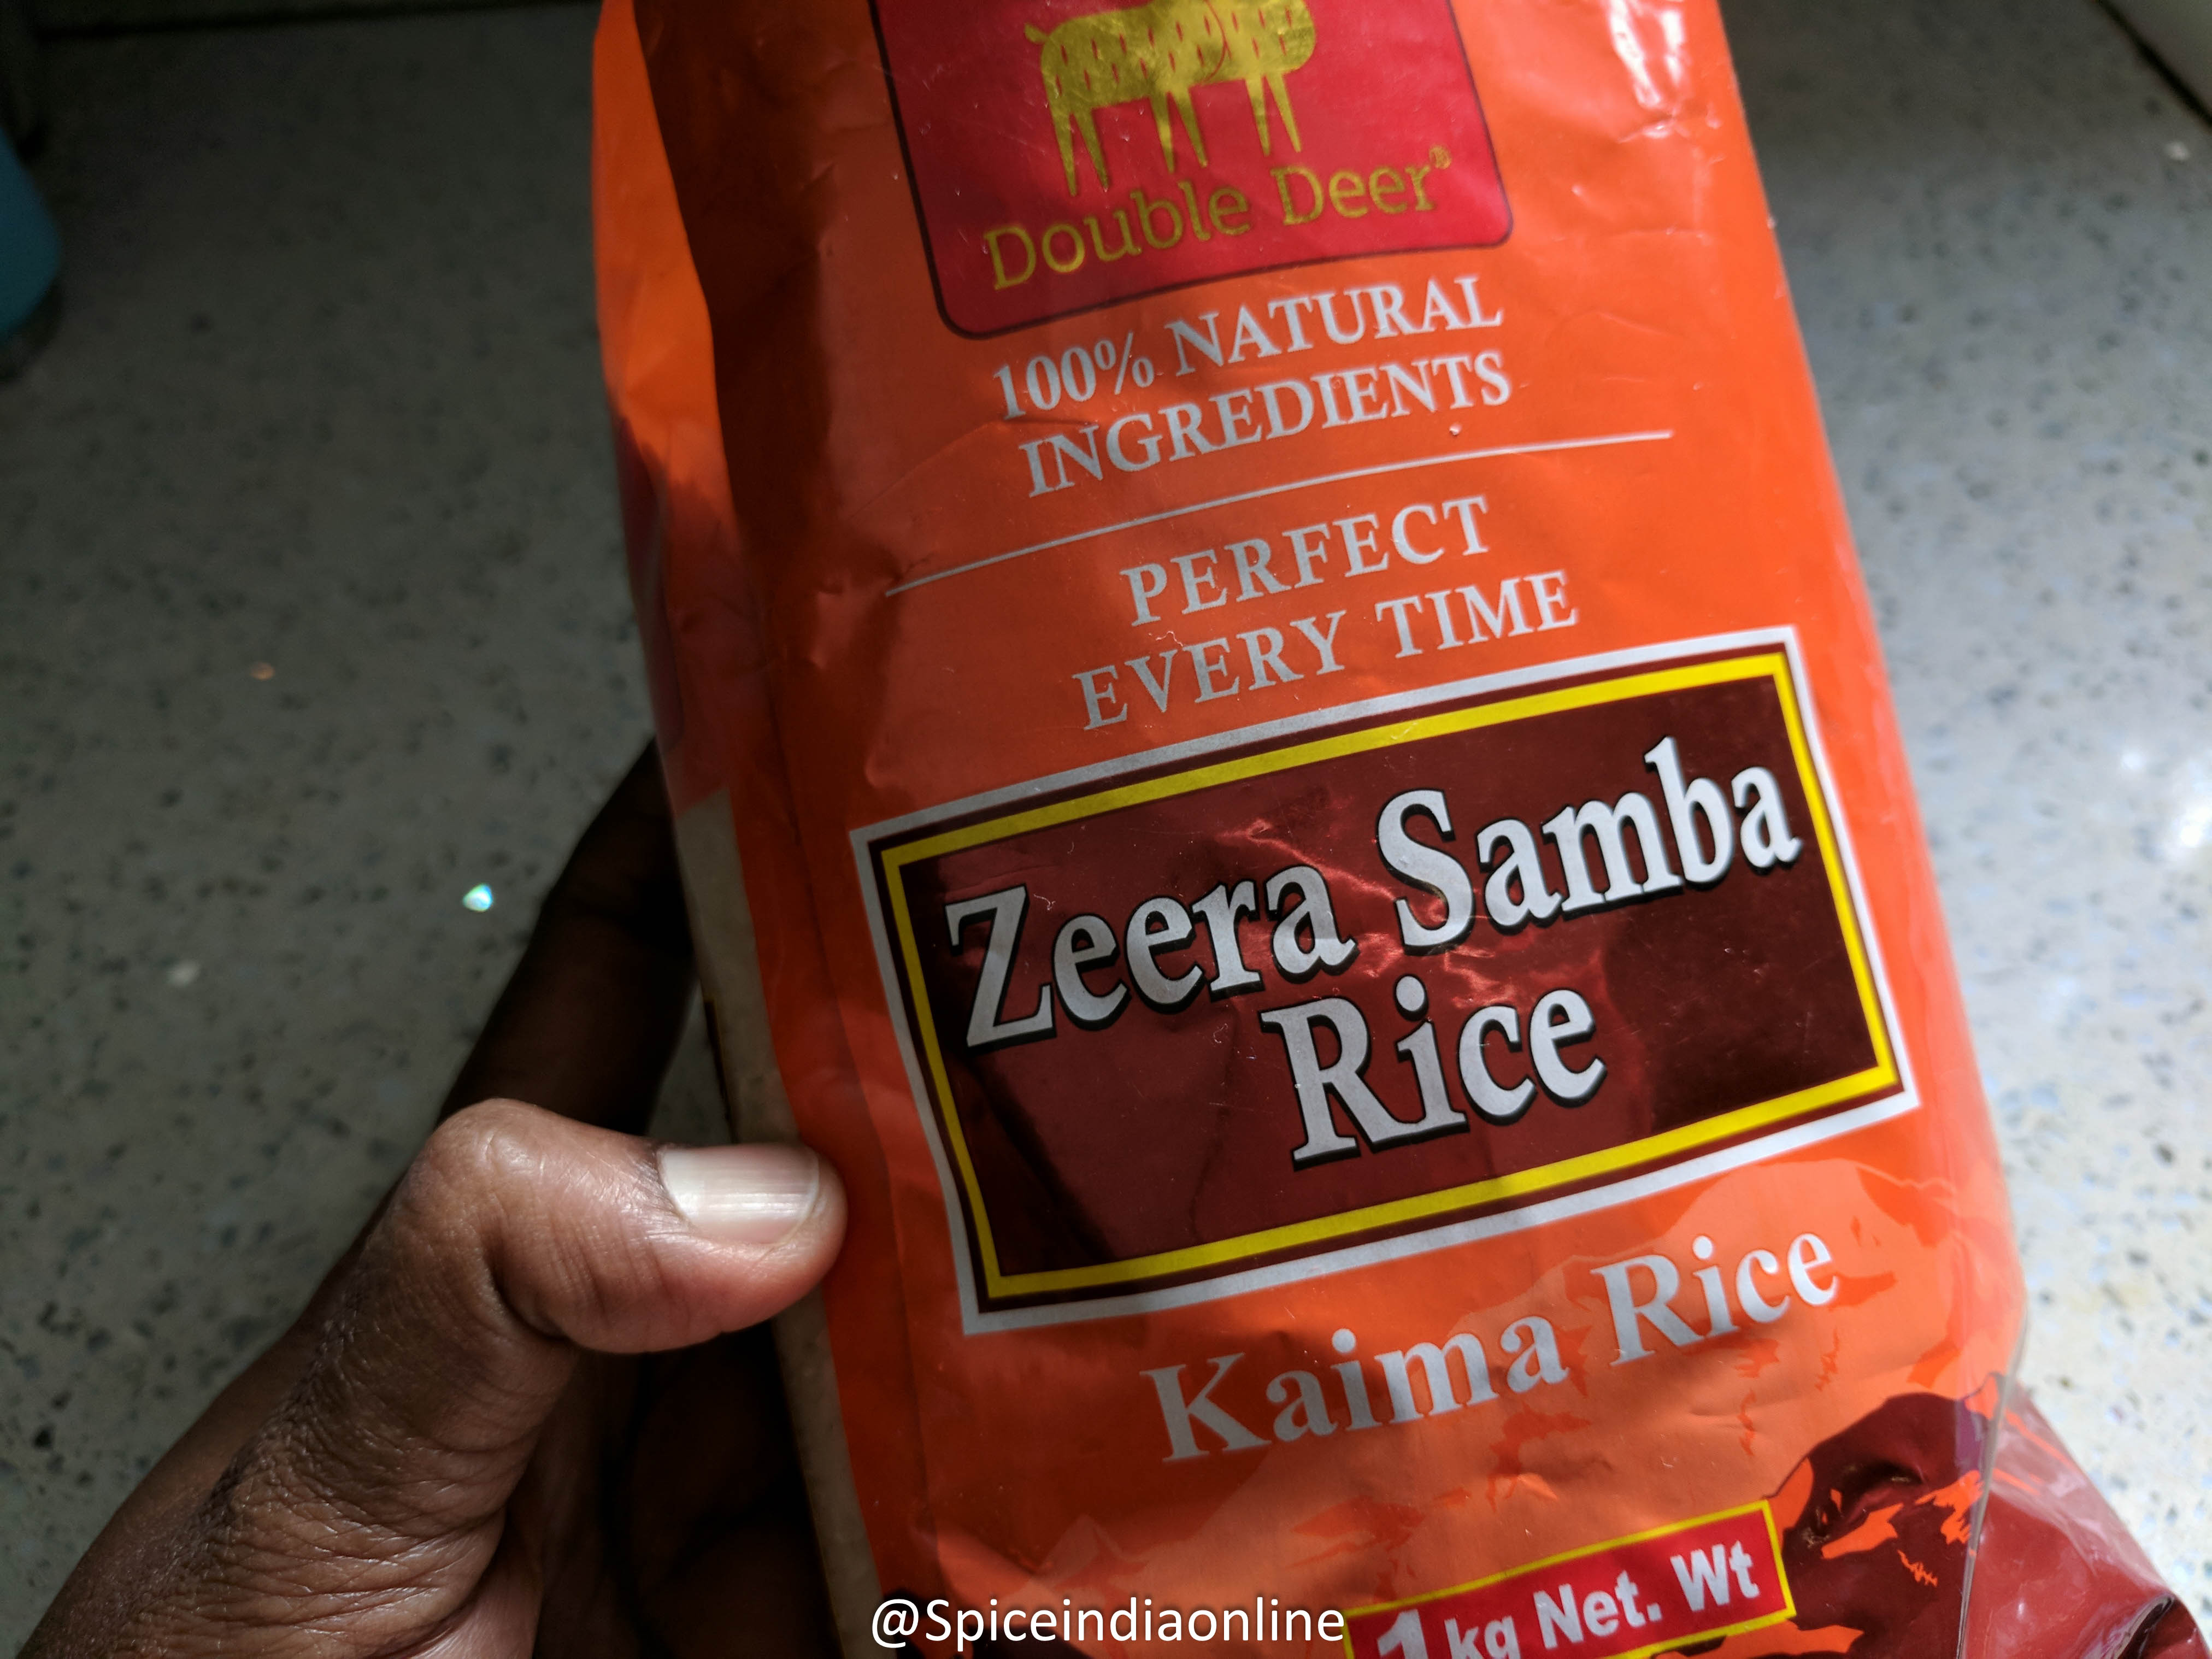 Double Deer®
100% NATURAL
INGREDIENTS
PERFECT
EVERY TIME
Zeera Samba
Rice
Kaima Rice
1 kg Net. Wt
@Spiceindiaonline